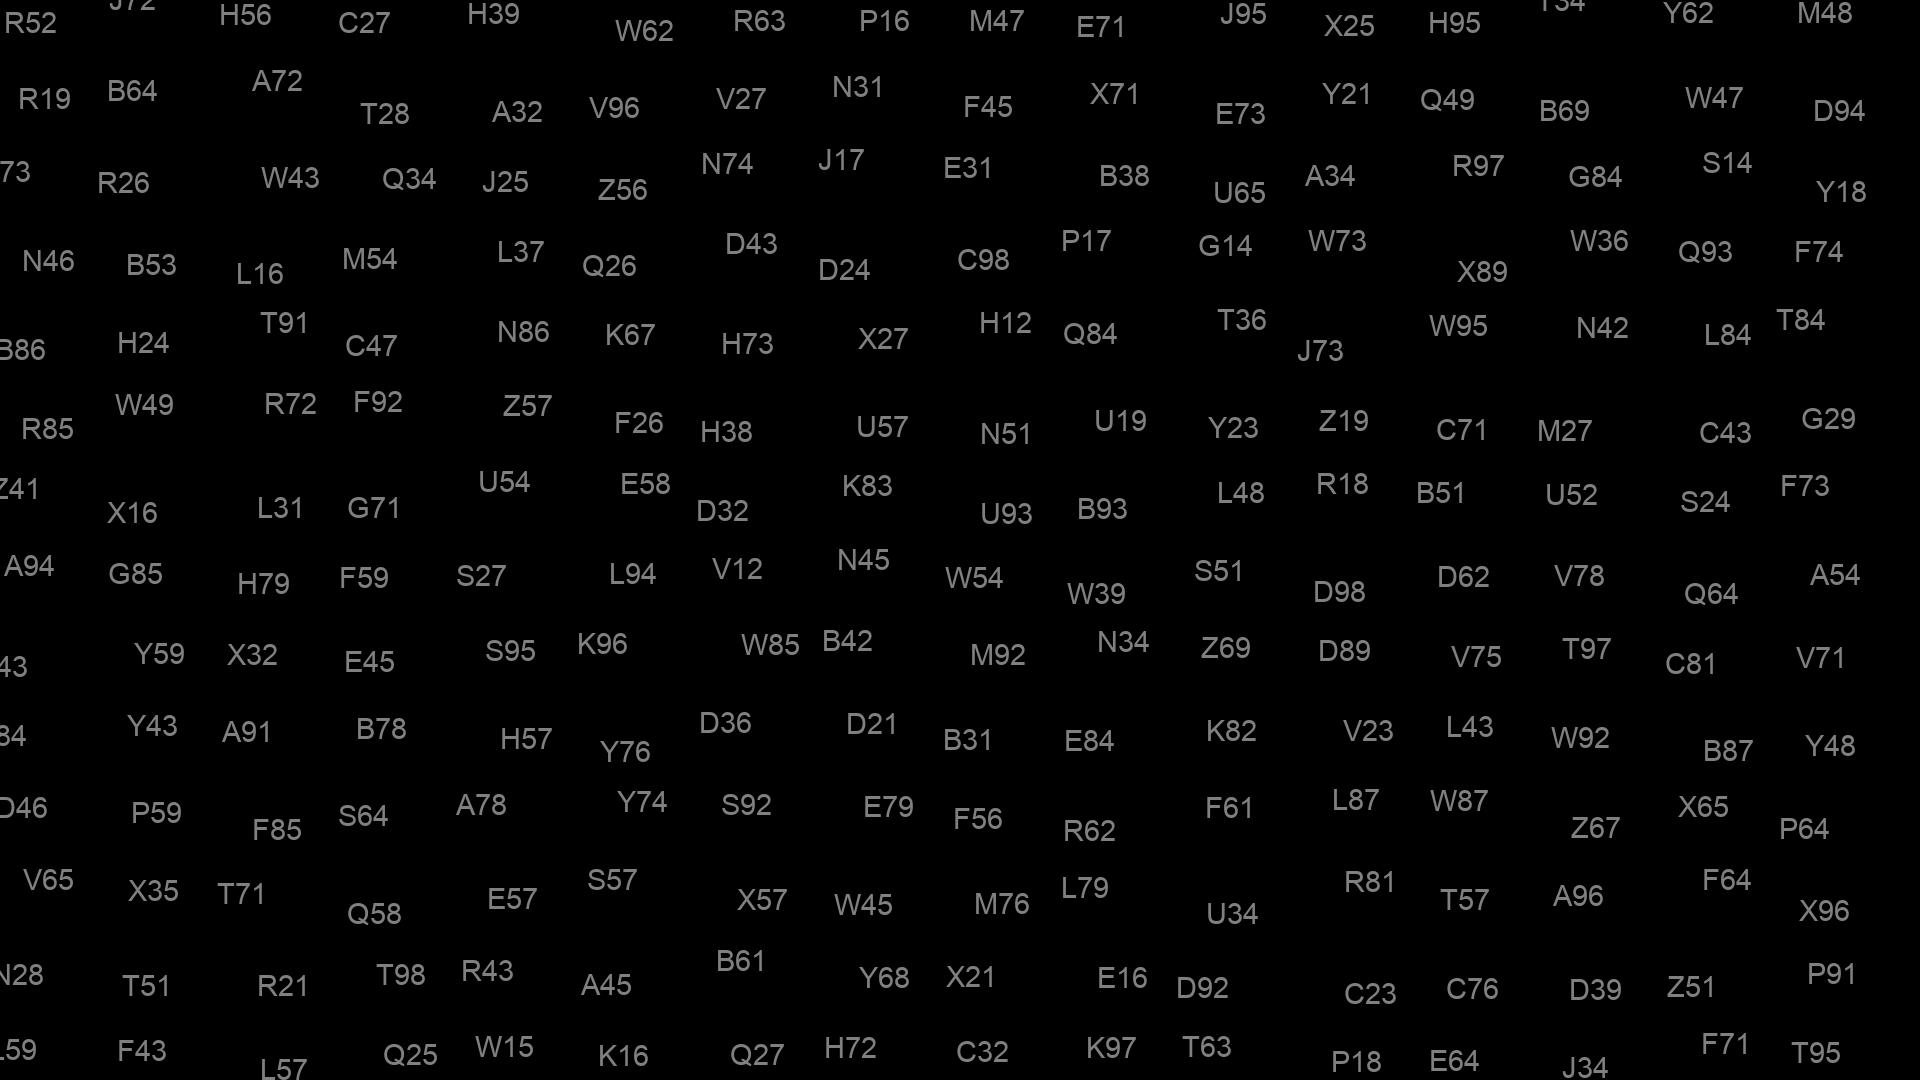 R52 J72 H56 C27 H39 W62 R63 P16 M47 E71 J95 X25 H95 T34 Y62 M48
R19 B64 A72 T28 A32 V96 V27 N31 F45 X71 E73 Y21 Q49 B69 W47 D94
73 R26 W43 Q34 J25 Z56 N74 J17 E31 B38 U65 A34 R97 G84 S14 Y18
N46 B53 L16 M54 L37 Q26 D43 D24 C98 P17 G14 W73 X89 W36 Q93 F74
B86 H24 T91 C47 N86 K67 H73 X27 H12 Q84 T36 J73 W95 N42 L84 T84
R85 W49 R72 F92 Z57 F26 H38 U57 N51 U19 Y23 Z19 C71 M27 C43 G29
Z41 X16 L31 G71 U54 E58 D32 K83 U93 B93 L48 R18 B51 U52 S24 F73
A94 G85 H79 F59 S27 L94 V12 N45 W54 W39 S51 D98 D62 V78 Q64 A54
43 Y59 X32 E45 S95 K96 W85 B42 M92 N34 Z69 D89 V75 T97 C81 V71
84 Y43 A91 B78 H57 Y76 D36 D21 B31 E84 K82 V23 L43 W92 B87 Y48
D46 P59 F85 S64 A78 Y74 S92 E79 F56 R62 F61 L87 W87 Z67 X65 P64
V65 X35 T71 Q58 E57 S57 X57 W45 M76 L79 U34 R81 T57 A96 F64 X96
N28 T51 R21 T98 R43 A45 B61 Y68 X21 E16 D92 C23 C76 D39 Z51 P91
59 F43 L57 Q25 W15 K16 Q27 H72 C32 K97 T63 P18 E64 J34 F71 T95